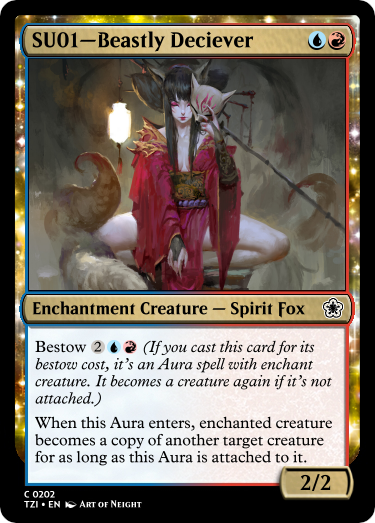 SU01—Beastly Deciever
Enchantment Creature — Spirit Fox
Bestow 2 (If you cast this card for its
bestow cost, it's an Aura spell with enchant
creature. It becomes a creature again if it's not
attached.)
When this Aura enters, enchanted creature
becomes a copy of another target creature
for as long as this Aura is attached to it.
2/2
C 0202
TZI • EN Art of Neight